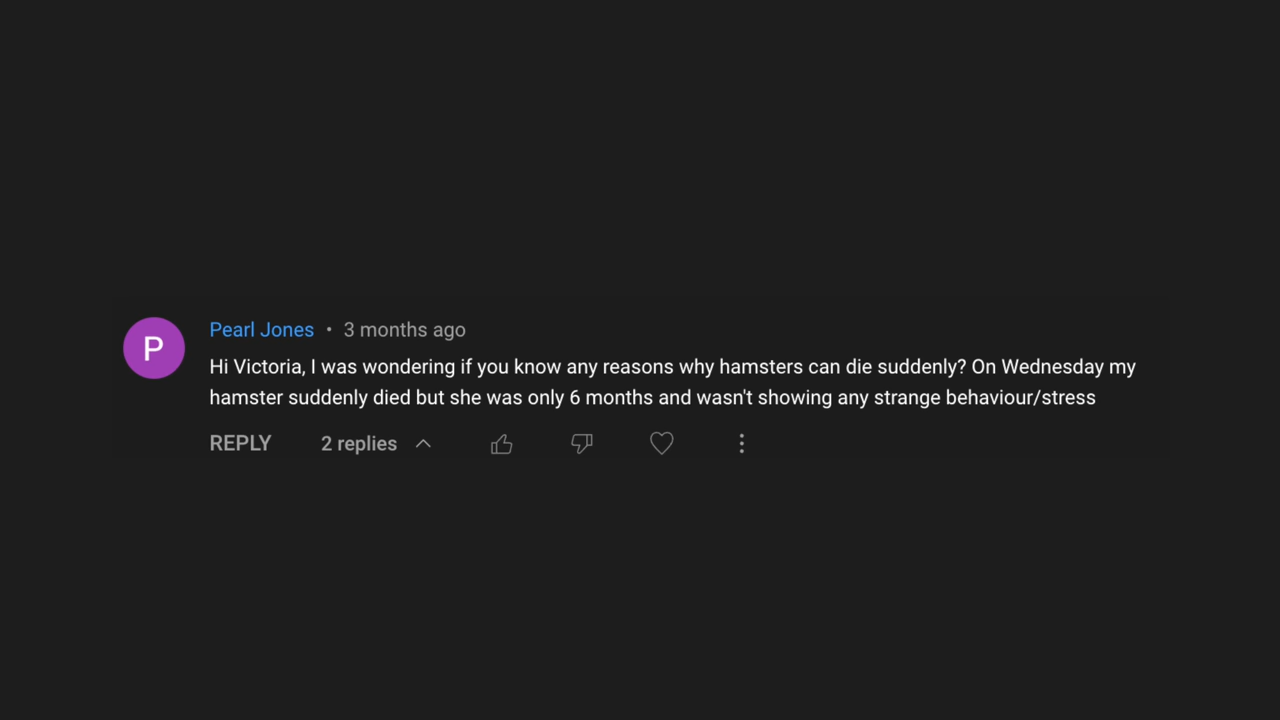 P
Pearl Jones • 3 months ago
Hi Victoria, I was wondering if you know any reasons why hamsters can die suddenly? On Wednesday my
hamster suddenly died but she was only 6 months and wasn't showing any strange behaviour/stress
REPLY 2 replies